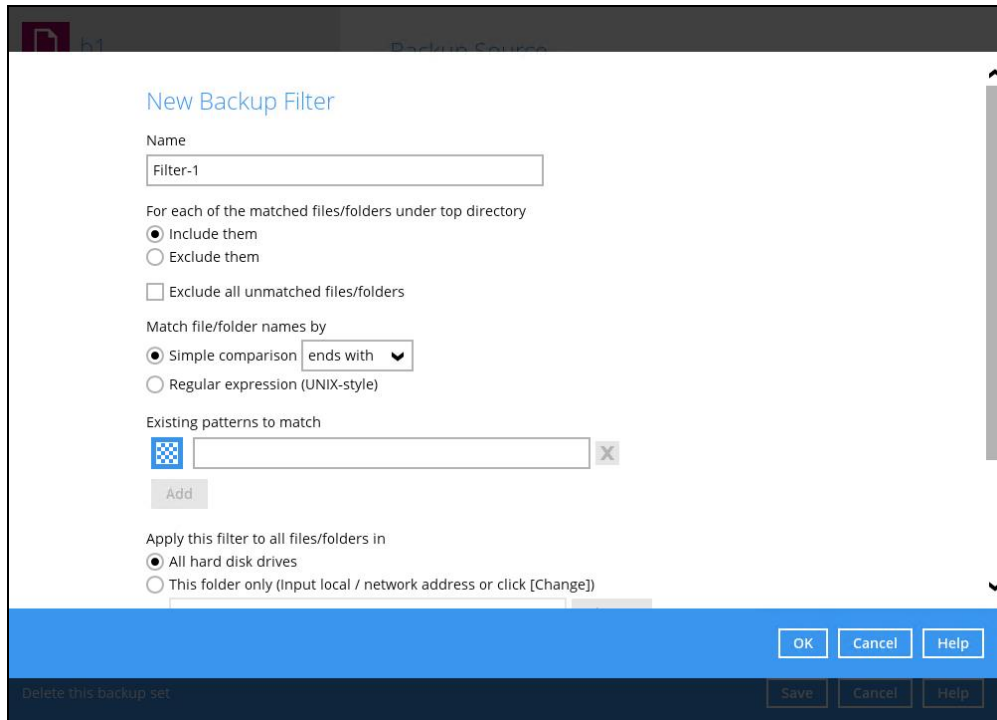 b1
Backup Source
New Backup Filter
Name
Filter-1
For each of the matched files/folders under top directory
Include them
Exclude them
Exclude all unmatched files/folders
Match file/folder names by
Simple comparison ends with
Regular expression (UNIX-style)
Existing patterns to match
X
Add
Apply this filter to all files/folders in
All hard disk drives
This folder only (Input local / network address or click [Change])
OK Cancel Help
Delete this backup set Save Cancel Help